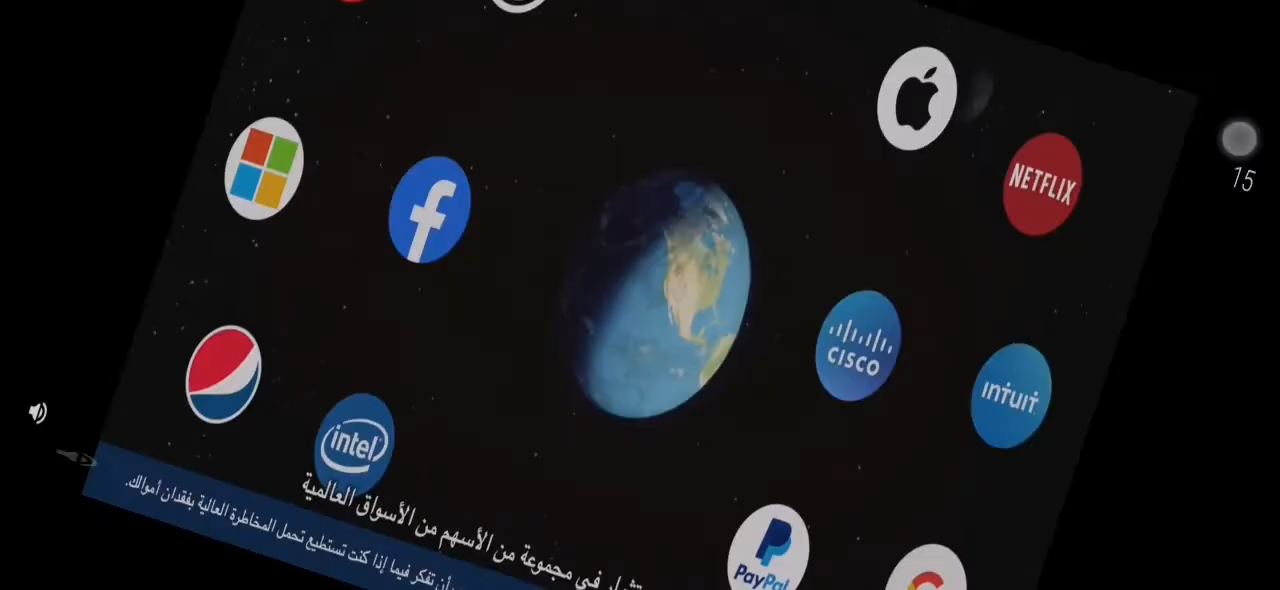 NETFLIX
15
CISCO
intuit
intel
في مجموعة من الأسهم من الأسواق العالمية
أن تفكر فيما إذا كنت تستطيع تحمل المخاطرة العالية بفقدان أموالك.
PayPal